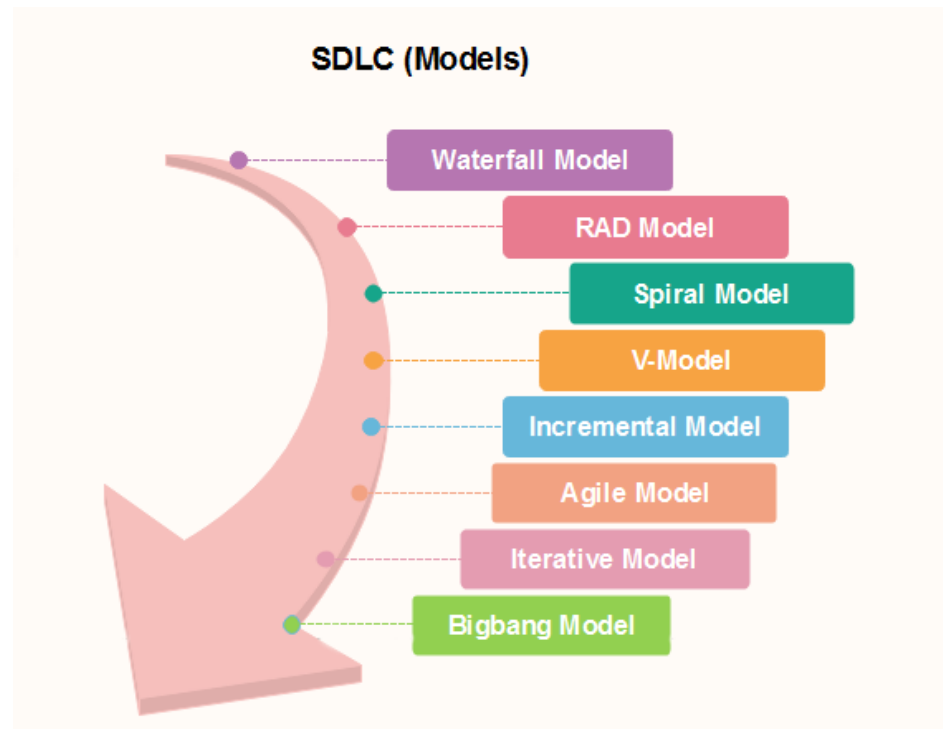 SDLC (Models)
Waterfall Model
RAD Model
Spiral Model
V-Model
Incremental Model
Agile Model
Iterative Model
Bigbang Model